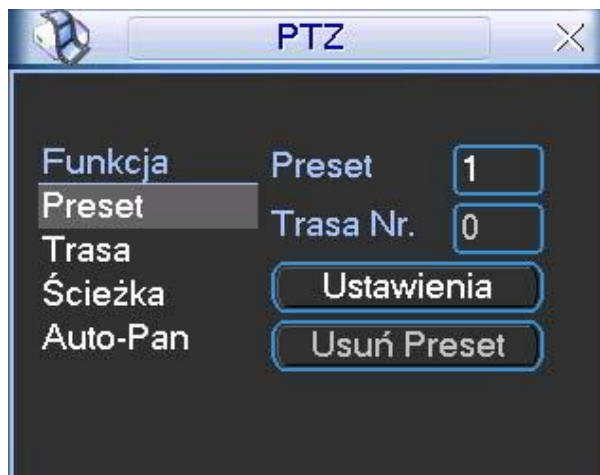 PTZ
Funkcja
Preset
Trasa
Ścieżka
Auto-Pan
Preset 1
Trasa Nr. 0
Ustawienia
Usuń Preset